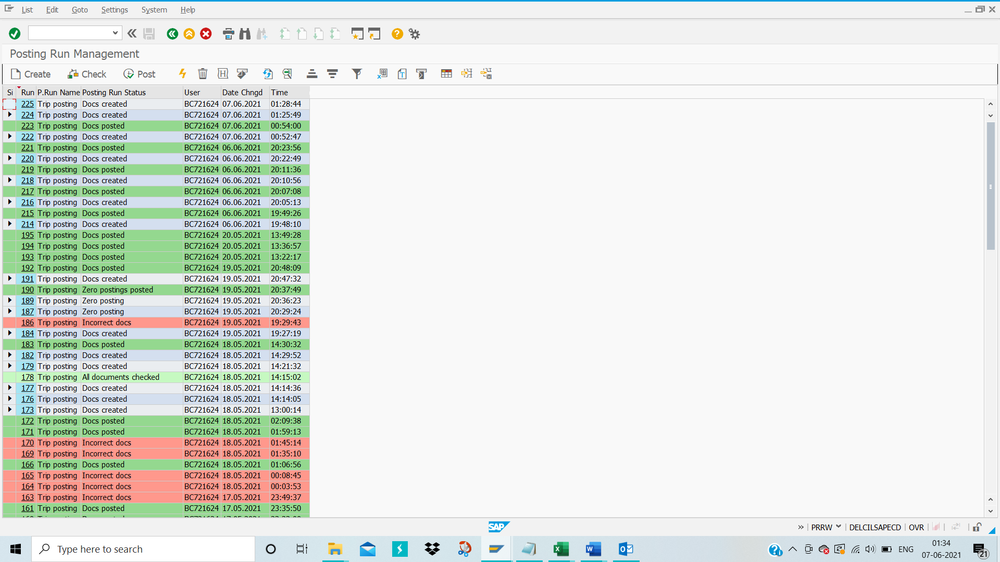 List Edit Goto Settings System Help
Posting Run Management
Create Check Post
Si Run P.Run Name Posting Run Status User Date Chngd Time
225 Trip posting Docs created BC721624 07.06.2021 01:28:44
224 Trip posting Docs created BC721624 07.06.2021 01:25:49
223 Trip posting Docs posted BC721624 07.06.2021 00:54:00
222 Trip posting Docs created BC721624 07.06.2021 00:52:47
221 Trip posting Docs posted BC721624 06.06.2021 20:23:56
220 Trip posting Docs created BC721624 06.06.2021 20:22:49
219 Trip posting Docs posted BC721624 06.06.2021 20:11:36
218 Trip posting Docs created BC721624 06.06.2021 20:10:56
217 Trip posting Docs posted BC721624 06.06.2021 20:07:08
216 Trip posting Docs created BC721624 06.06.2021 20:05:13
215 Trip posting Docs posted BC721624 06.06.2021 19:49:26
214 Trip posting Docs created BC721624 06.06.2021 19:48:10
195 Trip posting Docs posted BC721624 20.05.2021 13:49:28
194 Trip posting Docs posted BC721624 20.05.2021 13:36:57
193 Trip posting Docs posted BC721624 20.05.2021 13:22:17
192 Trip posting Docs posted BC721624 19.05.2021 20:48:09
191 Trip posting Docs created BC721624 19.05.2021 20:47:32
190 Trip posting Zero postings posted BC721624 19.05.2021 20:37:49
189 Trip posting Zero posting BC721624 19.05.2021 20:36:23
187 Trip posting Zero posting BC721624 19.05.2021 20:29:24
186 Trip posting Incorrect docs BC721624 19.05.2021 19:29:43
184 Trip posting Docs created BC721624 19.05.2021 19:27:19
183 Trip posting Docs posted BC721624 18.05.2021 14:30:32
182 Trip posting Docs created BC721624 18.05.2021 14:29:52
179 Trip posting Docs created BC721624 18.05.2021 14:21:32
178 Trip posting All documents checked BC721624 18.05.2021 14:15:02
177 Trip posting Docs created BC721624 18.05.2021 14:14:36
176 Trip posting Docs created BC721624 18.05.2021 14:14:05
173 Trip posting Docs created BC721624 18.05.2021 13:00:14
172 Trip posting Docs posted BC721624 18.05.2021 02:09:38
171 Trip posting Docs posted BC721624 18.05.2021 01:59:13
170 Trip posting Incorrect docs BC721624 18.05.2021 01:45:14
169 Trip posting Incorrect docs BC721624 18.05.2021 01:35:10
166 Trip posting Docs posted BC721624 18.05.2021 01:06:56
165 Trip posting Incorrect docs BC721624 18.05.2021 00:08:45
164 Trip posting Incorrect docs BC721624 18.05.2021 00:03:53
163 Trip posting Incorrect docs BC721624 17.05.2021 23:49:37
161 Trip posting Docs posted BC721624 17.05.2021 23:35:50
SAP
PRRW DELCILSAPECD OVR
Type here to search
ENG
01:34
07-06-2021
21